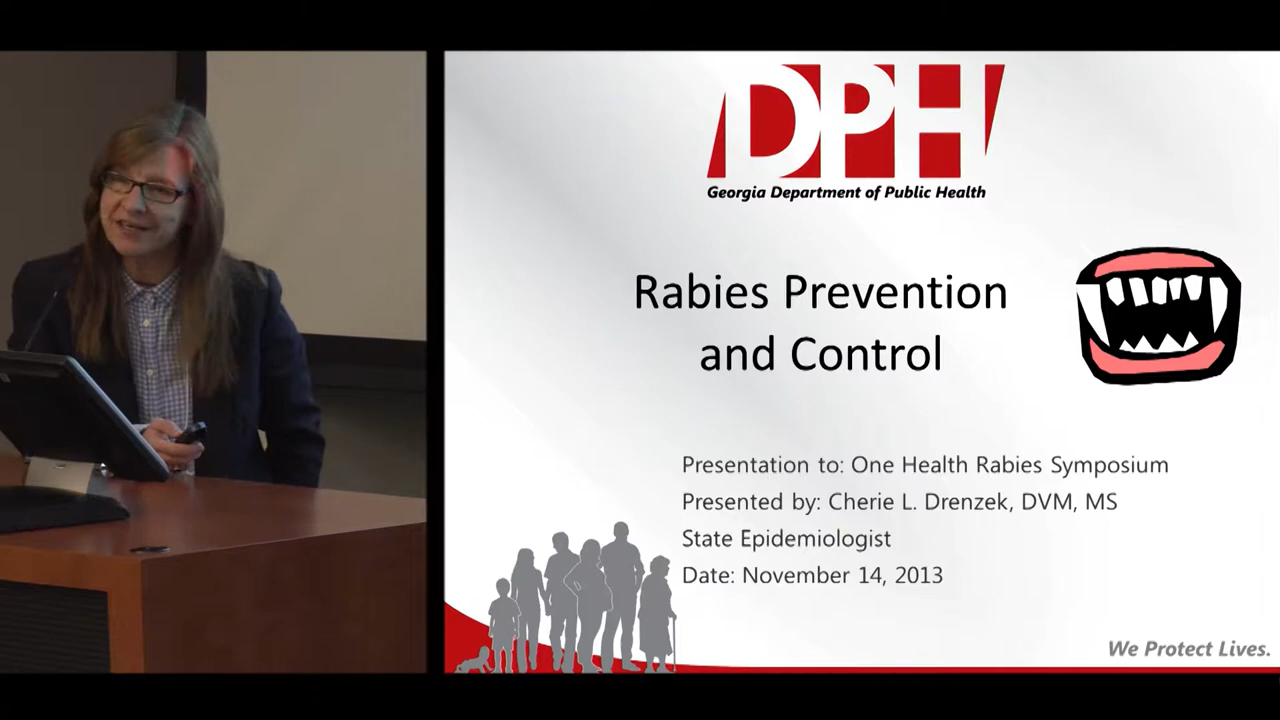 DPH
Georgia Department of Public Health
Rabies Prevention
and Control
Presentation to: One Health Rabies Symposium
Presented by: Cherie L. Drenzek, DVM, MS
State Epidemiologist
Date: November 14, 2013
We Protect Lives.